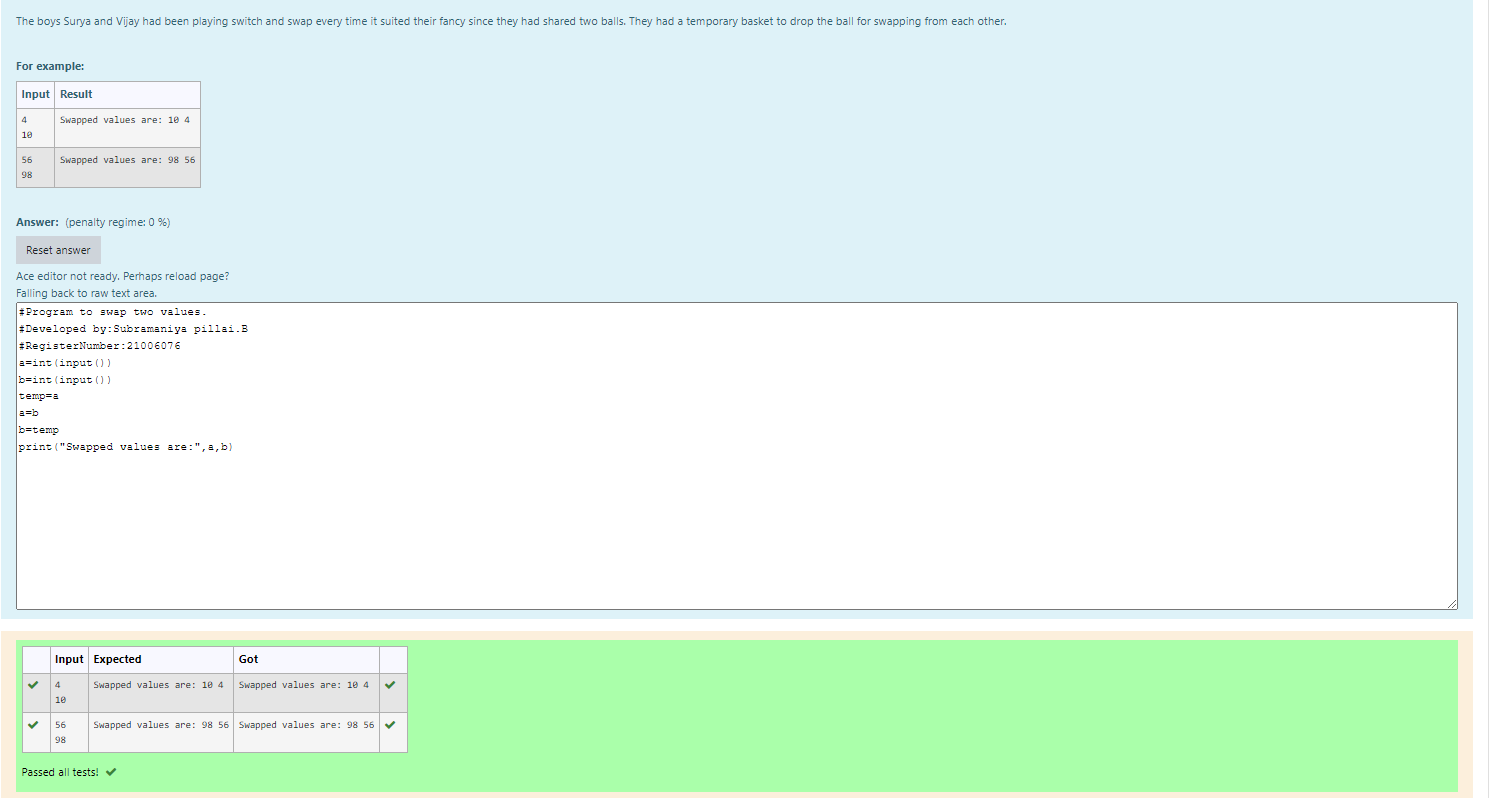 The boys Surya and Vijay had been playing switch and swap every time it suited their fancy since they had shared two balls. They had a temporary basket to drop the ball for swapping from each other.
For example:
Input Result
4 Swapped values are: 10 4
10
56 Swapped values are: 98 56
98
Answer: (penalty regime: 0 %)
Reset answer
Ace editor not ready. Perhaps reload page?
Falling back to raw text area.
#Program to swap two values.
#Developed by:Subramaniya pillai.B
#RegisterNumber:21006076
a=int(input())
b=int(input())
temp=a
a=b
b=temp
print("Swapped values are:",a,b)
Input Expected Got
4 Swapped values are: 10 4 Swapped values are: 10 4
10
56 Swapped values are: 98 56 Swapped values are: 98 56
98
Passed all tests!